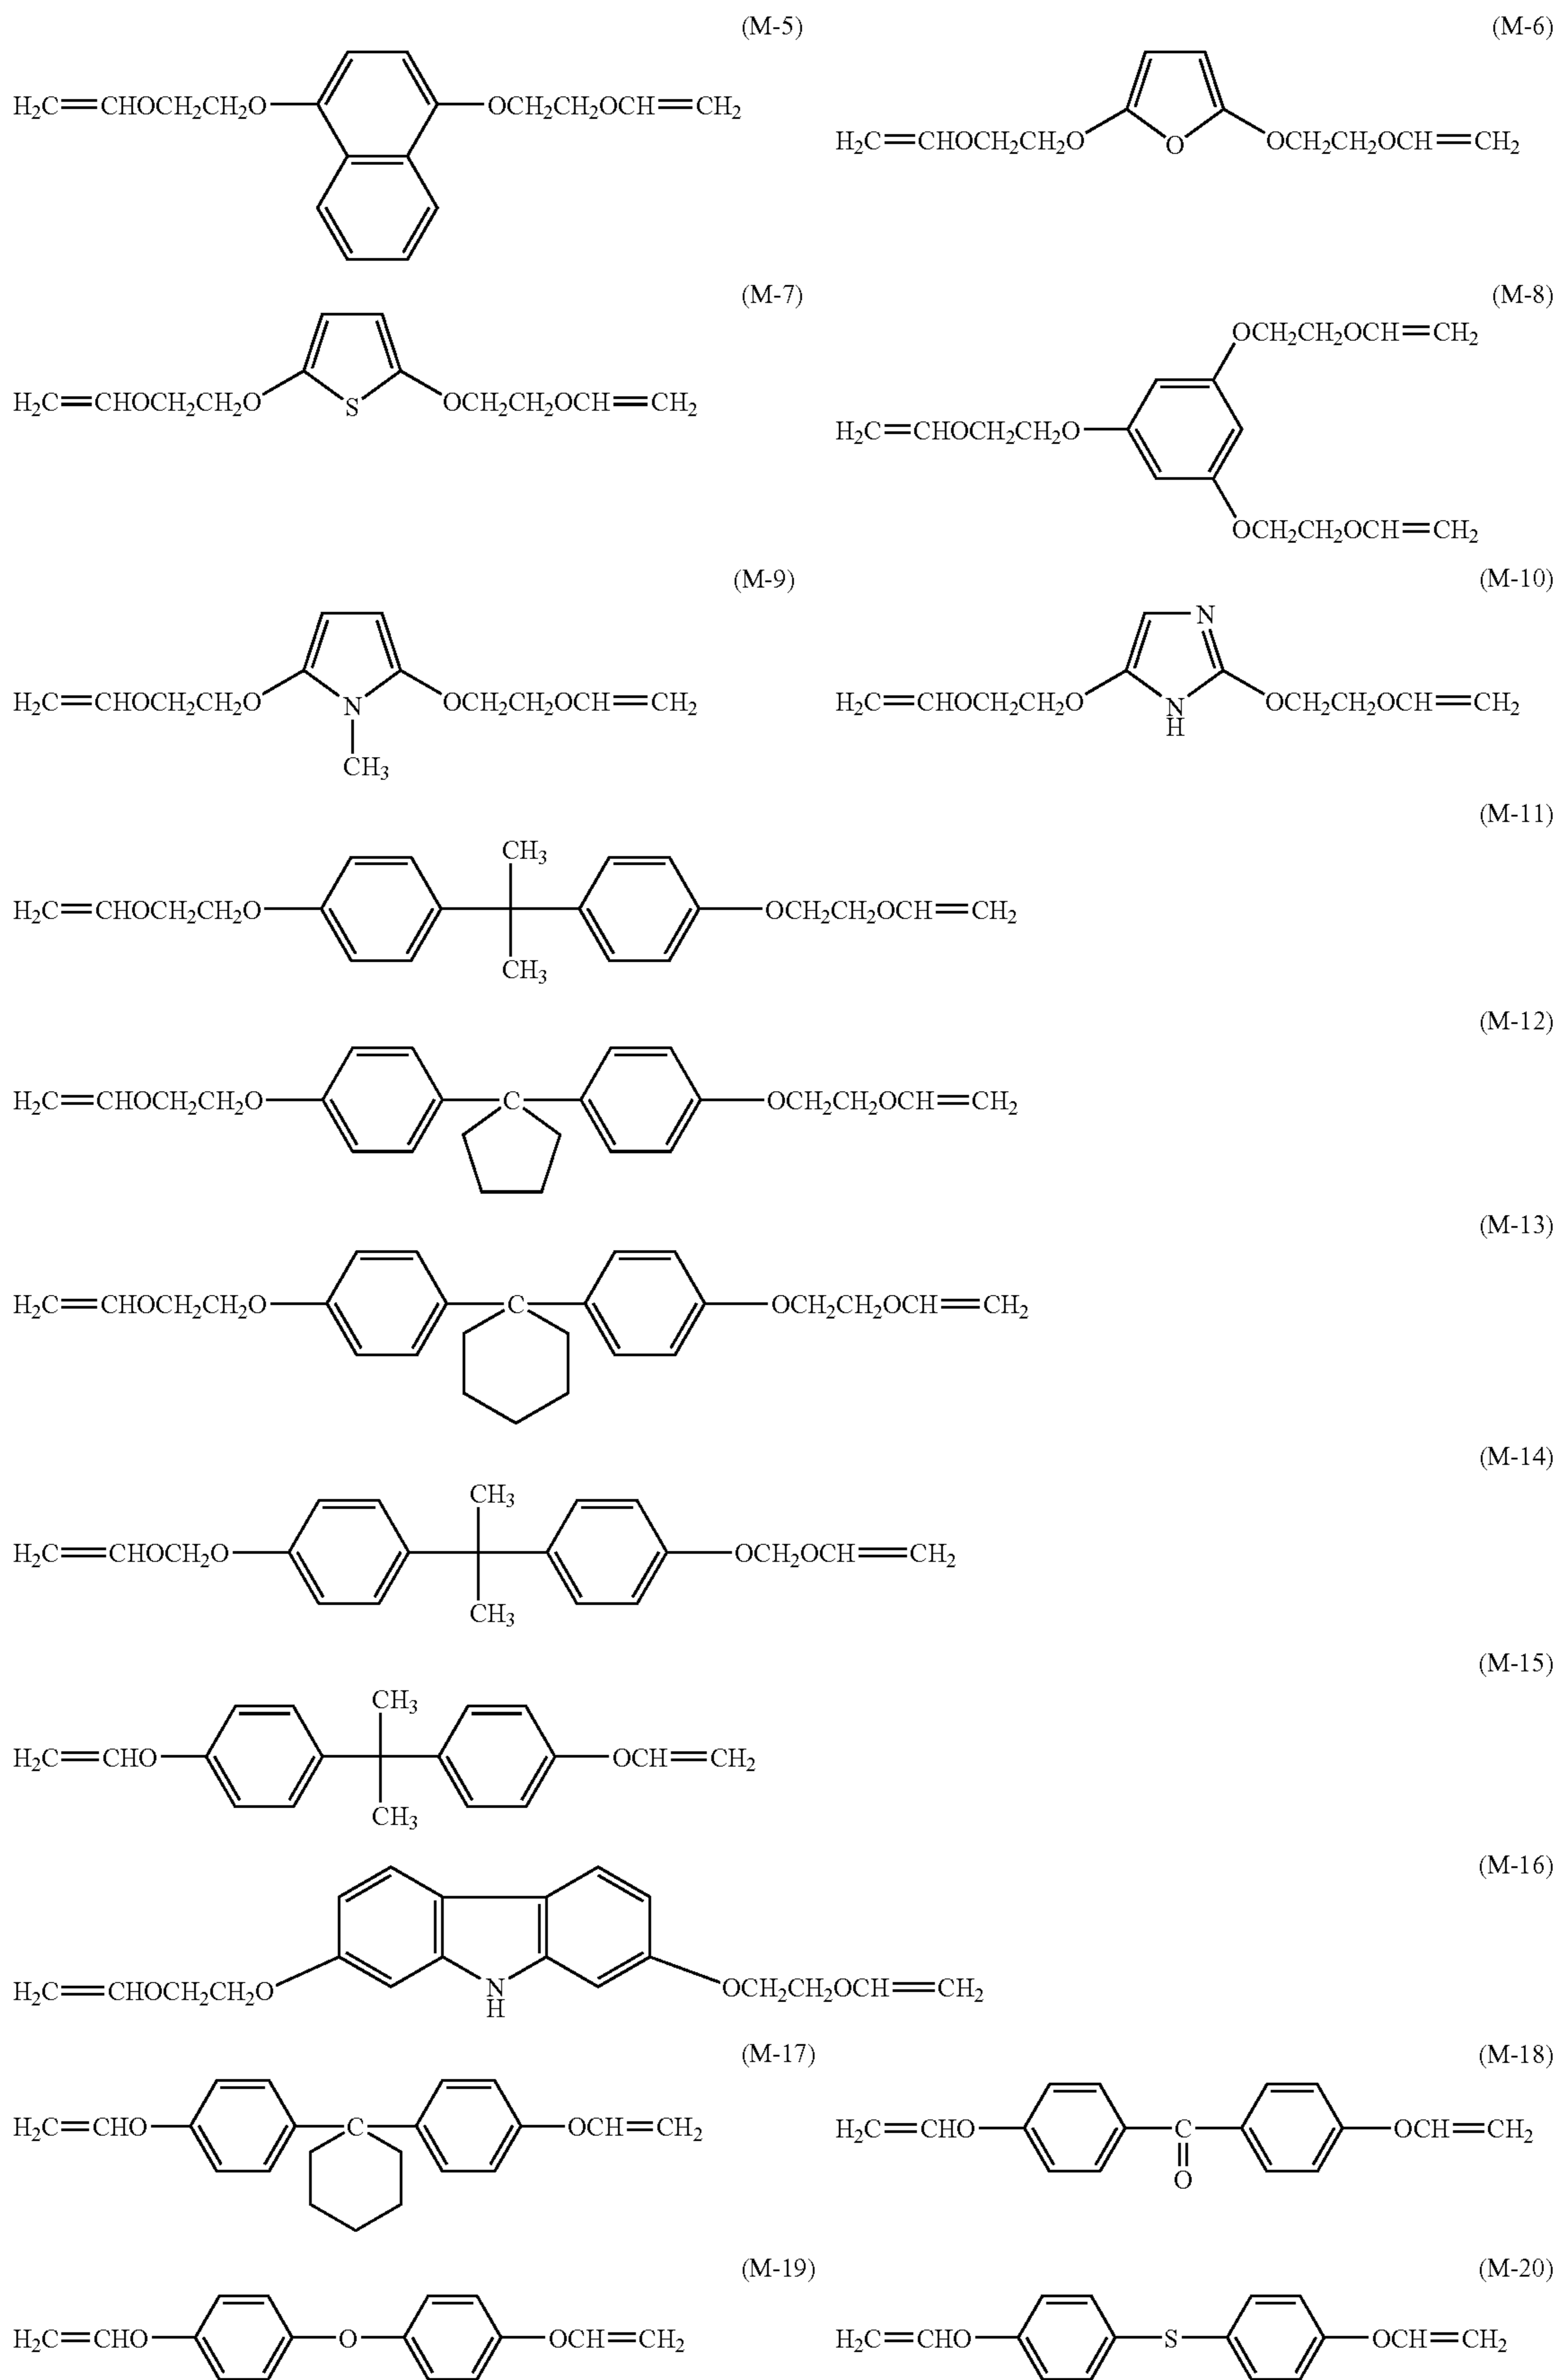 (M-5) (M-6)
H₂C=CHOCH₂CH₂O OCH₂CH₂OCH=CH₂
H₂C=CHOCH₂CH₂O O OCH₂CH₂OCH=CH₂
(M-7) (M-8)
OCH₂CH₂OCH=CH₂
H₂C=CHOCH₂CH₂O S OCH₂CH₂OCH=CH₂
H₂C=CHOCH₂CH₂O
OCH₂CH₂OCH=CH₂
(M-9) (M-10)
N
H₂C=CHOCH₂CH₂O N OCH₂CH₂OCH=CH₂
H₂C=CHOCH₂CH₂O N OCH₂CH₂OCH=CH₂
H
CH₃
(M-11)
CH₃
H₂C=CHOCH₂CH₂O OCH₂CH₂OCH=CH₂
CH₃
(M-12)
H₂C=CHOCH₂CH₂O C OCH₂CH₂OCH=CH₂
(M-13)
H₂C=CHOCH₂CH₂O C OCH₂CH₂OCH=CH₂
(M-14)
CH₃
H₂C=CHOCH₂O OCH₂OCH=CH₂
CH₃
(M-15)
CH₃
H₂C=CHO OCH=CH₂
CH₃
(M-16)
H₂C=CHOCH₂CH₂O N OCH₂CH₂OCH=CH₂
H
(M-17) (M-18)
H₂C=CHO C OCH=CH₂
H₂C=CHO C OCH=CH₂
O
(M-19) (M-20)
H₂C=CHO O OCH=CH₂
H₂C=CHO S OCH=CH₂